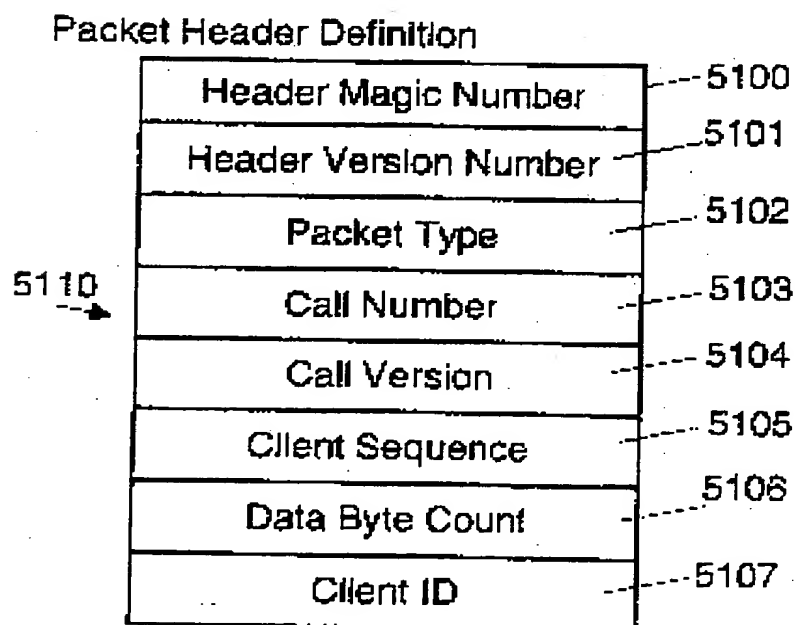 Packet Header Definition
Header Magic Number 5100
Header Version Number 5101
Packet Type 5102
5110
Call Number 5103
Call Version 5104
Client Sequence 5105
Data Byte Count 5106
Client ID 5107